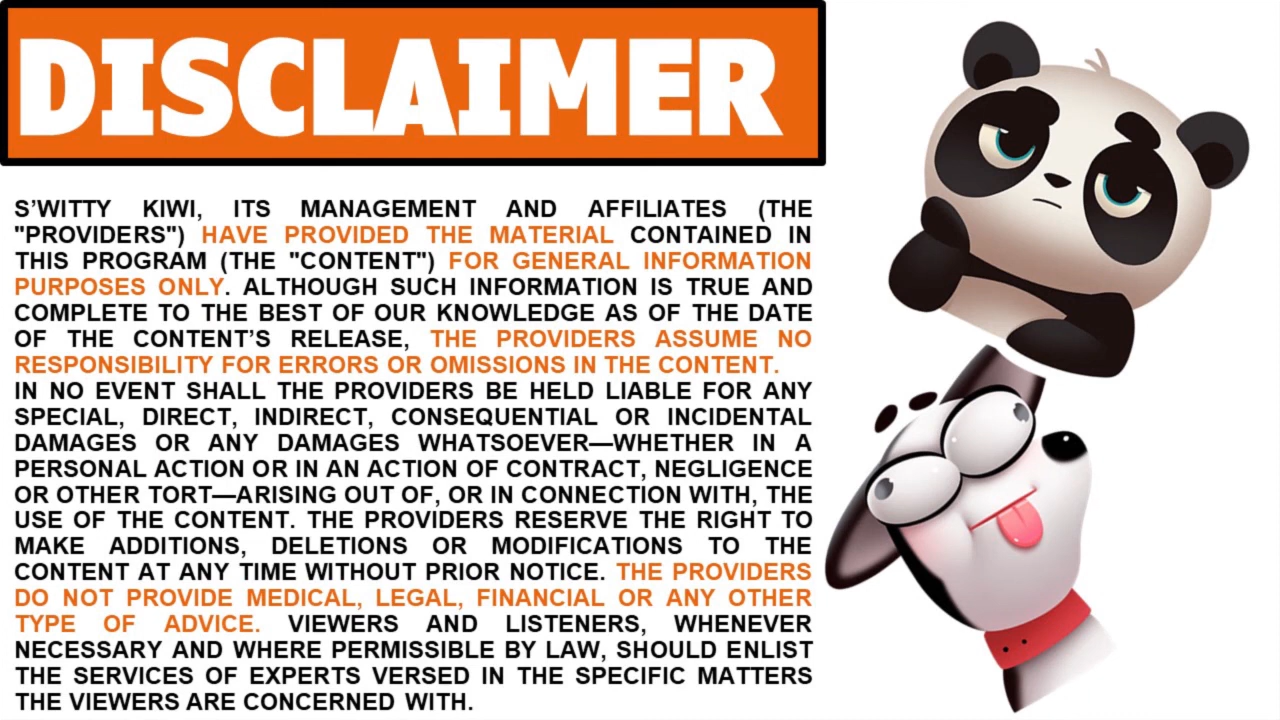 DISCLAIMER
S’WITTY KIWI, ITS MANAGEMENT AND AFFILIATES (THE
"PROVIDERS") HAVE PROVIDED THE MATERIAL CONTAINED IN
THIS PROGRAM (THE "CONTENT") FOR GENERAL INFORMATION
PURPOSES ONLY. ALTHOUGH SUCH INFORMATION IS TRUE AND
COMPLETE TO THE BEST OF OUR KNOWLEDGE AS OF THE DATE
OF THE CONTENT’S RELEASE, THE PROVIDERS ASSUME NO
RESPONSIBILITY FOR ERRORS OR OMISSIONS IN THE CONTENT.
IN NO EVENT SHALL THE PROVIDERS BE HELD LIABLE FOR ANY
SPECIAL, DIRECT, INDIRECT, CONSEQUENTIAL OR INCIDENTAL
DAMAGES OR ANY DAMAGES WHATSOEVER—WHETHER IN A
PERSONAL ACTION OR IN AN ACTION OF CONTRACT, NEGLIGENCE
OR OTHER TORT—ARISING OUT OF, OR IN CONNECTION WITH, THE
USE OF THE CONTENT. THE PROVIDERS RESERVE THE RIGHT TO
MAKE ADDITIONS, DELETIONS OR MODIFICATIONS TO THE
CONTENT AT ANY TIME WITHOUT PRIOR NOTICE. THE PROVIDERS
DO NOT PROVIDE MEDICAL, LEGAL, FINANCIAL OR ANY OTHER
TYPE OF ADVICE. VIEWERS AND LISTENERS, WHENEVER
NECESSARY AND WHERE PERMISSIBLE BY LAW, SHOULD ENLIST
THE SERVICES OF EXPERTS VERSED IN THE SPECIFIC MATTERS
THE VIEWERS ARE CONCERNED WITH.